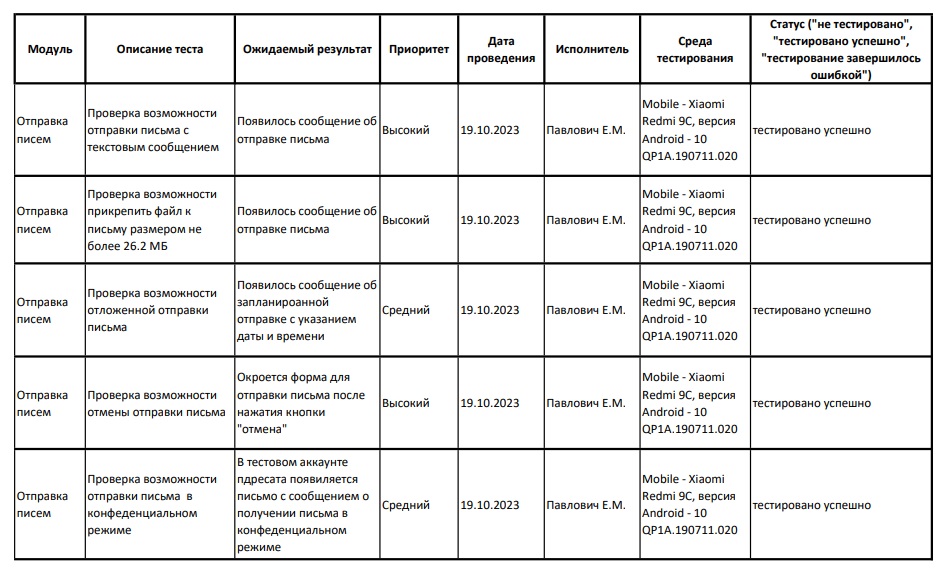 Модуль
Описание теста
Ожидаемый результат
Приоритет
Дата
проведения
Исполнитель
Среда
тестирования
Статус ("не тестировано",
"тестировано успешно",
"тестирование завершилось
ошибкой")
Отправка
писем
Проверка возможности
отправки письма с
текстовым сообщением
Появилось сообщение об
отправке письма
Высокий
19.10.2023
Павлович Е.М.
Mobile - Xiaomi
Redmi 9C, версия
Android - 10
QP1A.190711.020
тестировано успешно
Отправка
писем
Проверка возможности
прикрепить файл к
письму размером не
более 26.2 МБ
Появилось сообщение об
отправке письма
Высокий
19.10.2023
Павлович Е.М.
Mobile - Xiaomi
Redmi 9C, версия
Android - 10
QP1A.190711.020
тестировано успешно
Отправка
писем
Проверка возможности
отложенной отправки
письма
Появилось сообщение об
запланироанной
отправке с указанием
даты и времени
Средний
19.10.2023
Павлович Е.М.
Mobile - Xiaomi
Redmi 9C, версия
Android - 10
QP1A.190711.020
тестировано успешно
Отправка
писем
Проверка возможности
отмены отправки письма
Окроется форма для
отправки письма после
нажатия кнопки
"отмена"
Высокий
19.10.2023
Павлович Е.М.
Mobile - Xiaomi
Redmi 9C, версия
Android - 10
QP1A.190711.020
тестировано успешно
Отправка
писем
Проверка возможности
отправки письма в
конфеденциальном
режиме
В тестовом аккаунте
пдресата появляется
письмо с сообщением о
получении письма в
конфеденциальном
режиме
Средний
19.10.2023
Павлович Е.М.
Mobile - Xiaomi
Redmi 9C, версия
Android - 10
QP1A.190711.020
тестировано успешно